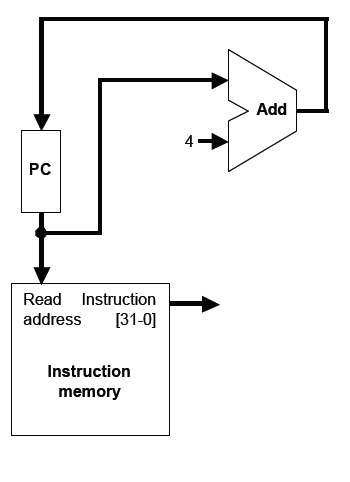 Add
4
PC
Read Instruction
address [31-0]
Instruction
memory